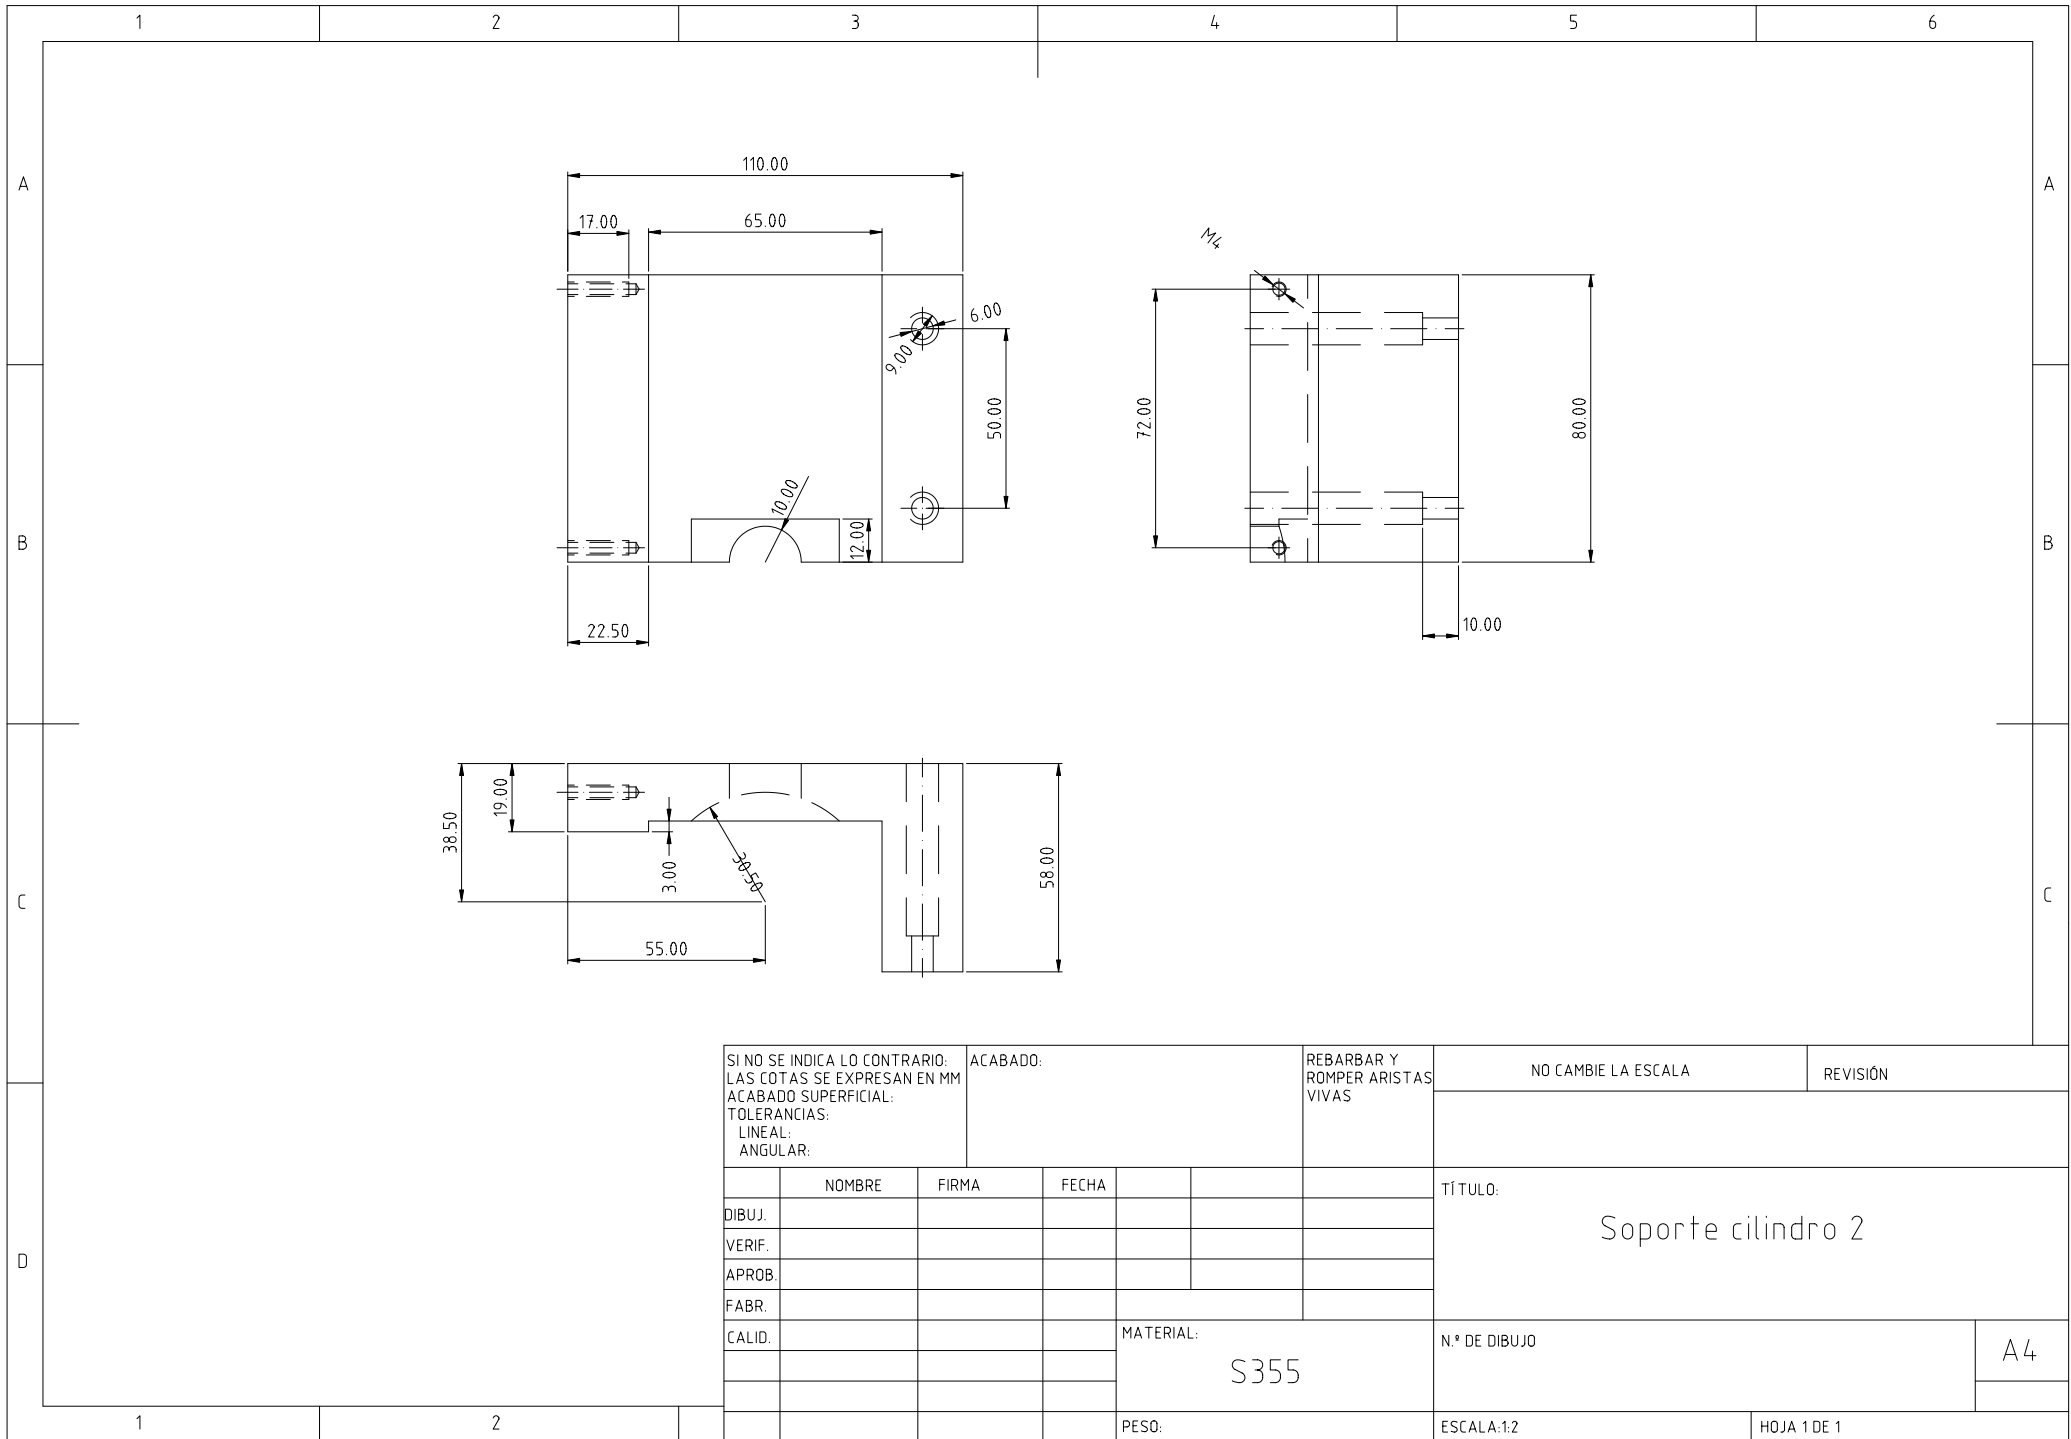 1 2 3 4 5 6
A A
110.00
17.00 65.00
M4
6.00
9.00
50.00
72.00
80.00
10.00
12.00
B B
22.50
10.00
19.00
38.50
3.00
30.50
58.00
55.00
C C
SI NO SE INDICA LO CONTRARIO:
LAS COTAS SE EXPRESAN EN MM
ACABADO SUPERFICIAL:
TOLERANCIAS:
LINEAL:
ANGULAR:
ACABADO:
REBARBAR Y
ROMPER ARISTAS
VIVAS
NO CAMBIE LA ESCALA
REVISIÓN
NOMBRE FIRMA FECHA
DIBUJ.
VERIF.
APROB.
FABR.
CALID.
TÍTULO:
Soporte cilindro 2
D
MATERIAL:
S355
N.º DE DIBUJO
A4
1 2
PESO:
ESCALA:1:2
HOJA 1 DE 1